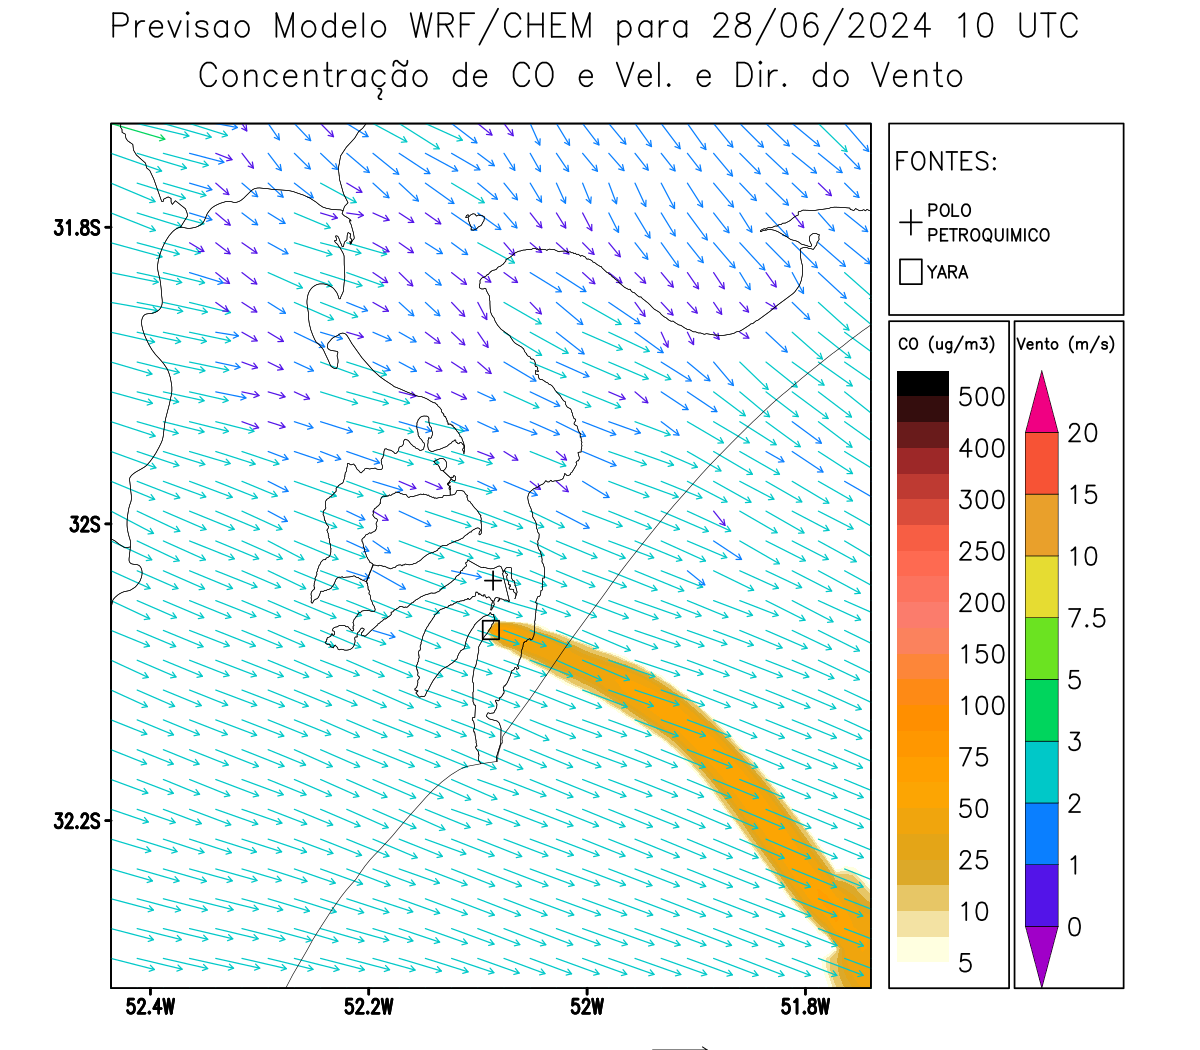 Previsao Modelo WRF/CHEM para 28/06/2024 10 UTC
Concentração de CO e Vel. e Dir. do Vento
FONTES:
POLO
PETROQUIMICO
YARA
CO (ug/m3)
500
400
300
250
200
150
100
75
50
25
10
5
Vento (m/s)
20
15
10
7.5
5
3
2
1
0
31.8S
32S
32.2S
52.4W 52.2W 52W 51.8W